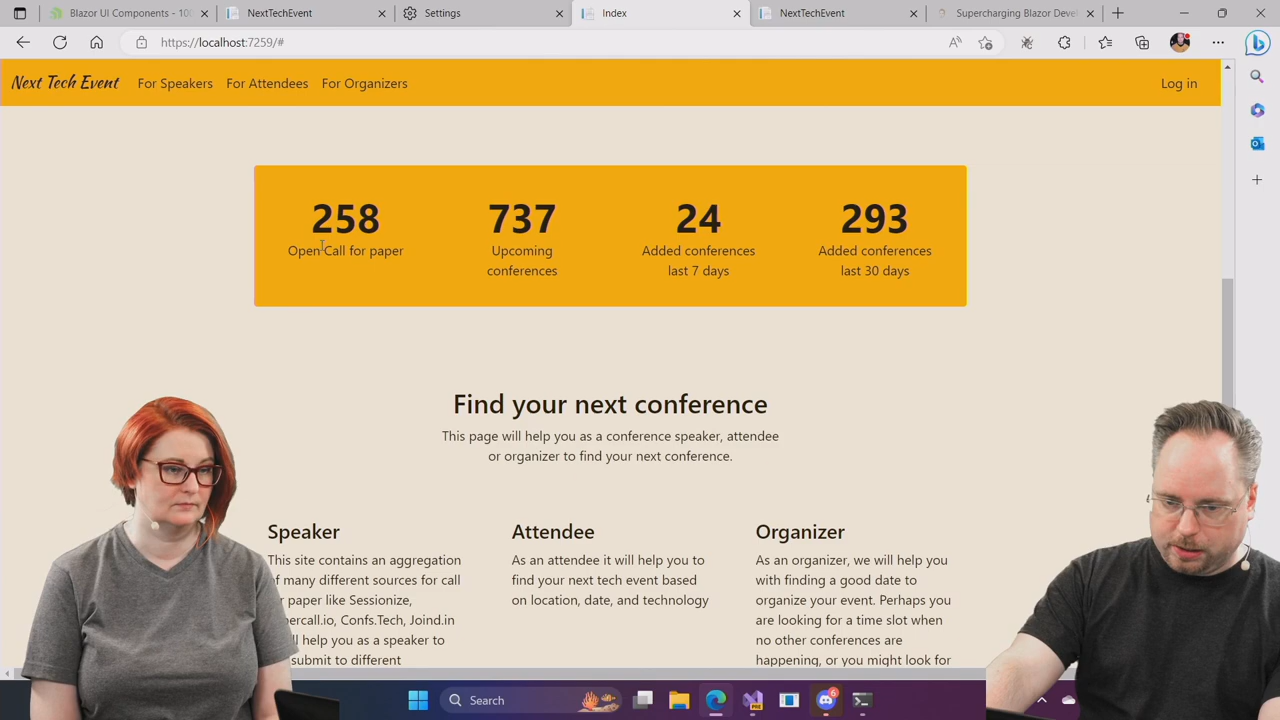 Blazor UI Components - 10
NextTechEvent
Settings
Index
NextTechEvent
Supercharging Blazor Deve
https://localhost:7259/#
Next Tech Event
For Speakers
For Attendees
For Organizers
Log in
258
Open Call for paper
737
Upcoming
conferences
24
Added conferences
last 7 days
293
Added conferences
last 30 days
Find your next conference
This page will help you as a conference speaker, attendee
or organizer to find your next conference.
Speaker
This site contains an aggregation
of many different sources for call
paper like Sessionize,
Confs.Tech, Joind.in
help you as a speaker to
submit to different
Attendee
As an attendee it will help you to
find your next tech event based
on location, date, and technology
Organizer
As an organizer, we will help you
with finding a good date to
organize your event. Perhaps you
are looking for a time slot when
no other conferences are
happening, or you might look for
Search
6